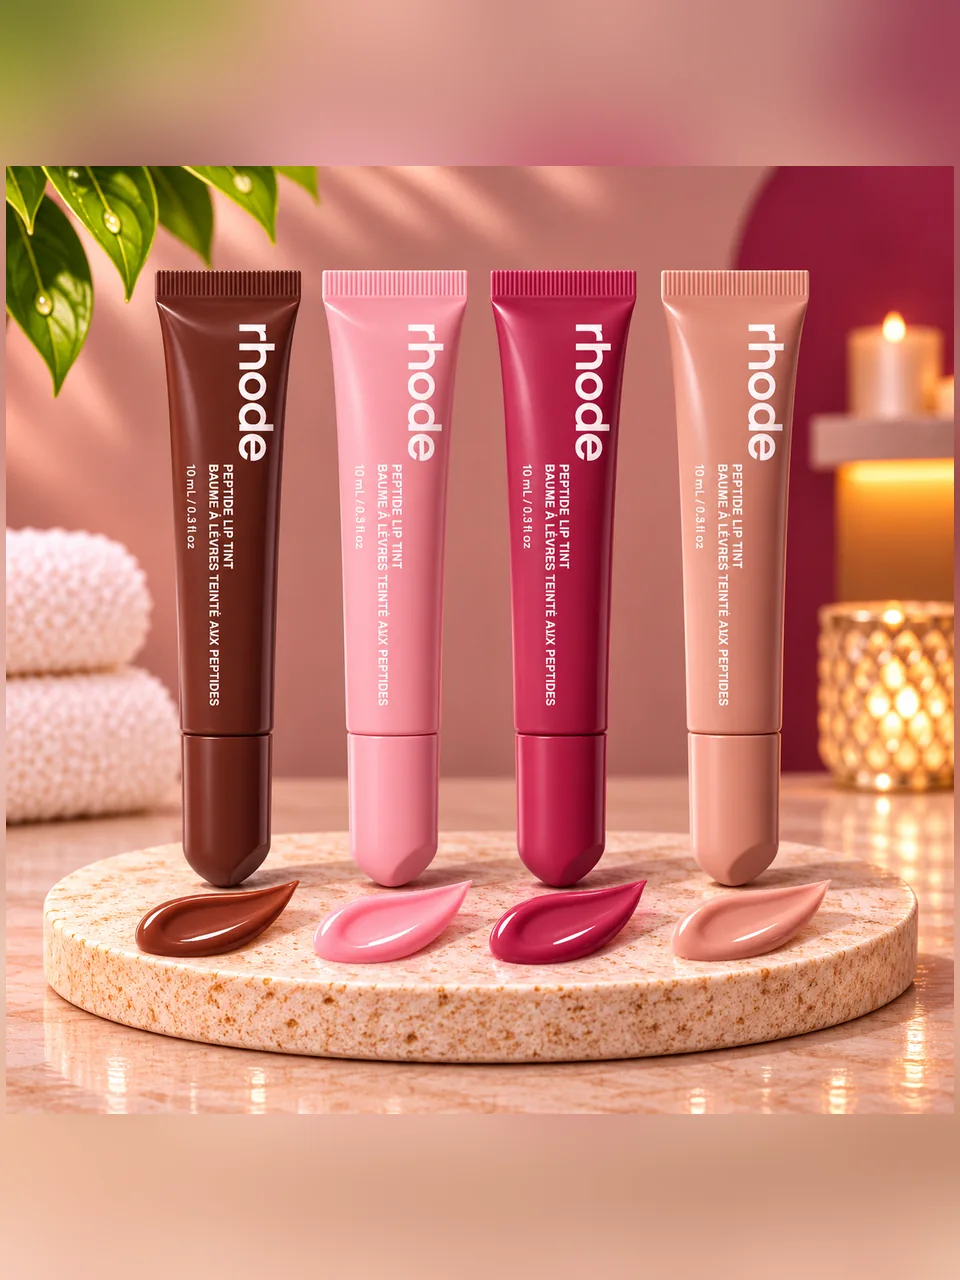 rhode
PEPTIDE LIP TINT
BAUME À LÈVRES TEINTÉ AUX PEPTIDES
10 mL / 0.3 fl oz
rhode
PEPTIDE LIP TINT
BAUME À LÈVRES TEINTÉ AUX PEPTIDES
10 mL / 0.3 fl oz
rhode
PEPTIDE LIP TINT
BAUME À LÈVRES TEINTÉ AUX PEPTIDES
10 mL / 0.3 fl oz
rhode
PEPTIDE LIP TINT
BAUME À LÈVRES TEINTÉ AUX PEPTIDES
10 mL / 0.3 fl oz